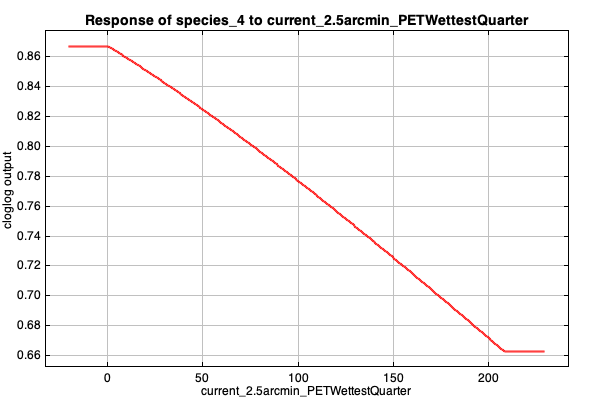 Response of species_4 to current_2.5arcmin_PETWettestQuarter
cloglog output
0.86
0.84
0.82
0.80
0.78
0.76
0.74
0.72
0.70
0.68
0.66
0 50 100 150 200
current_2.5arcmin_PETWettestQuarter